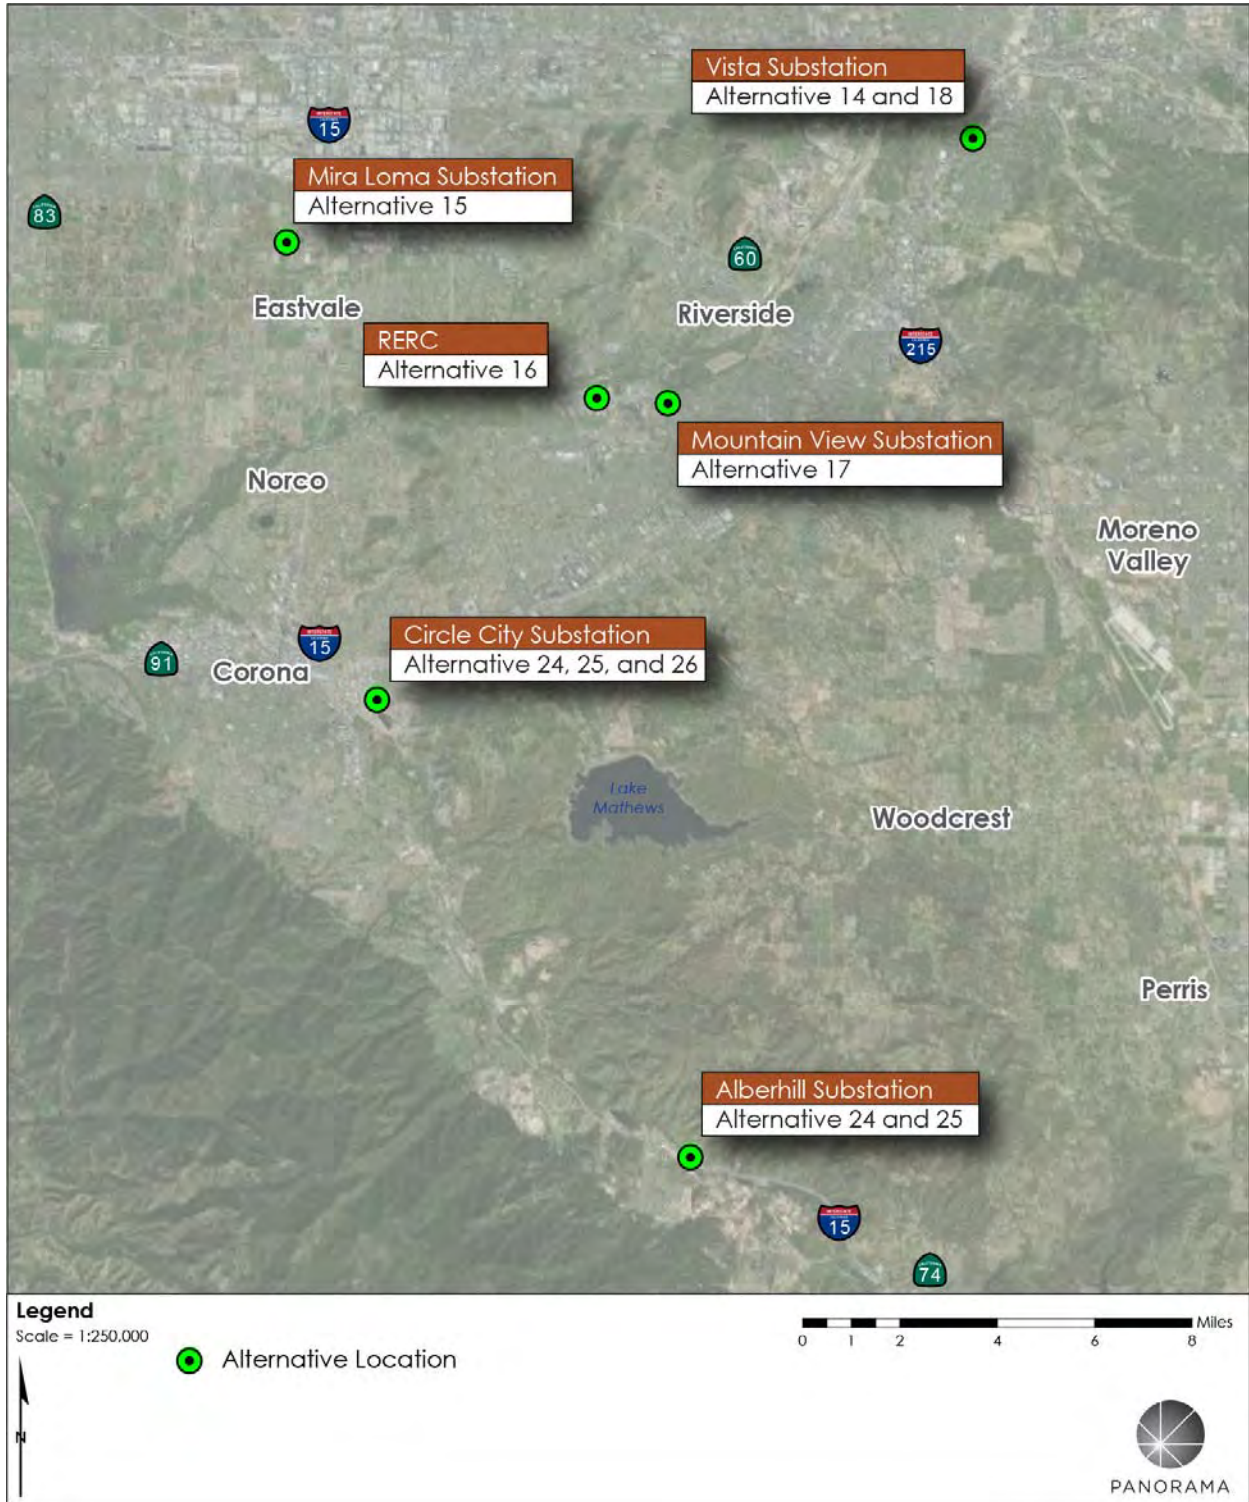 Vista Substation
Alternative 14 and 18
15
Mira Loma Substation
Alternative 15
83
60
Eastvale
Riverside
RERC
Alternative 16
215
Mountain View Substation
Alternative 17
Norco
Moreno
Valley
Circle City Substation
Alternative 24, 25, and 26
15
91
Corona
Lake
Mathews
Woodcrest
Perris
Alberhill Substation
Alternative 24 and 25
15
74
Legend
Scale = 1:250,000
Alternative Location
Miles
0 1 2 4 6 8
N
PANORAMA